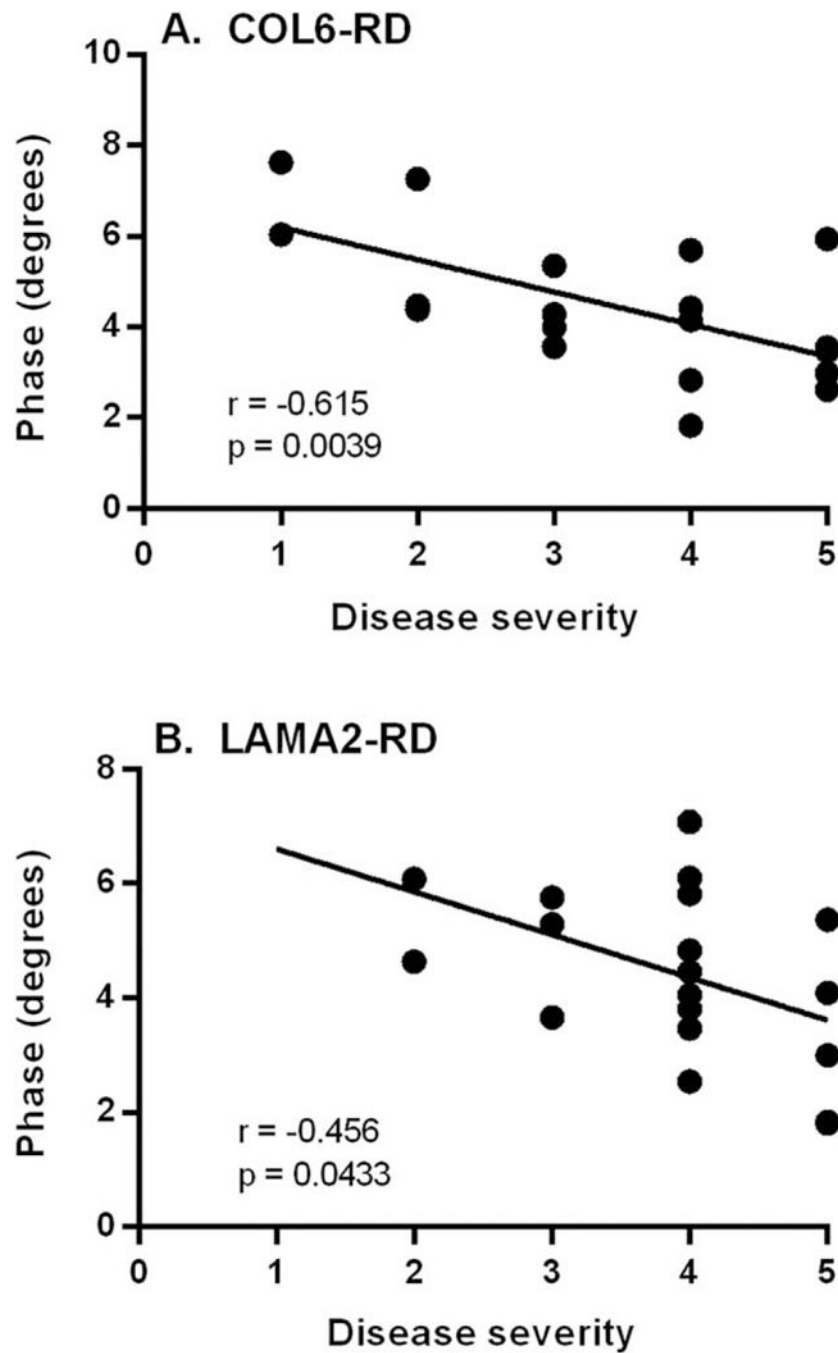 A. COL6-RD
10
8
6
4
2
0
Phase (degrees)
r = -0.615
p = 0.0039
0 1 2 3 4 5
Disease severity
B. LAMA2-RD
8
6
4
2
0
Phase (degrees)
r = -0.456
p = 0.0433
0 1 2 3 4 5
Disease severity